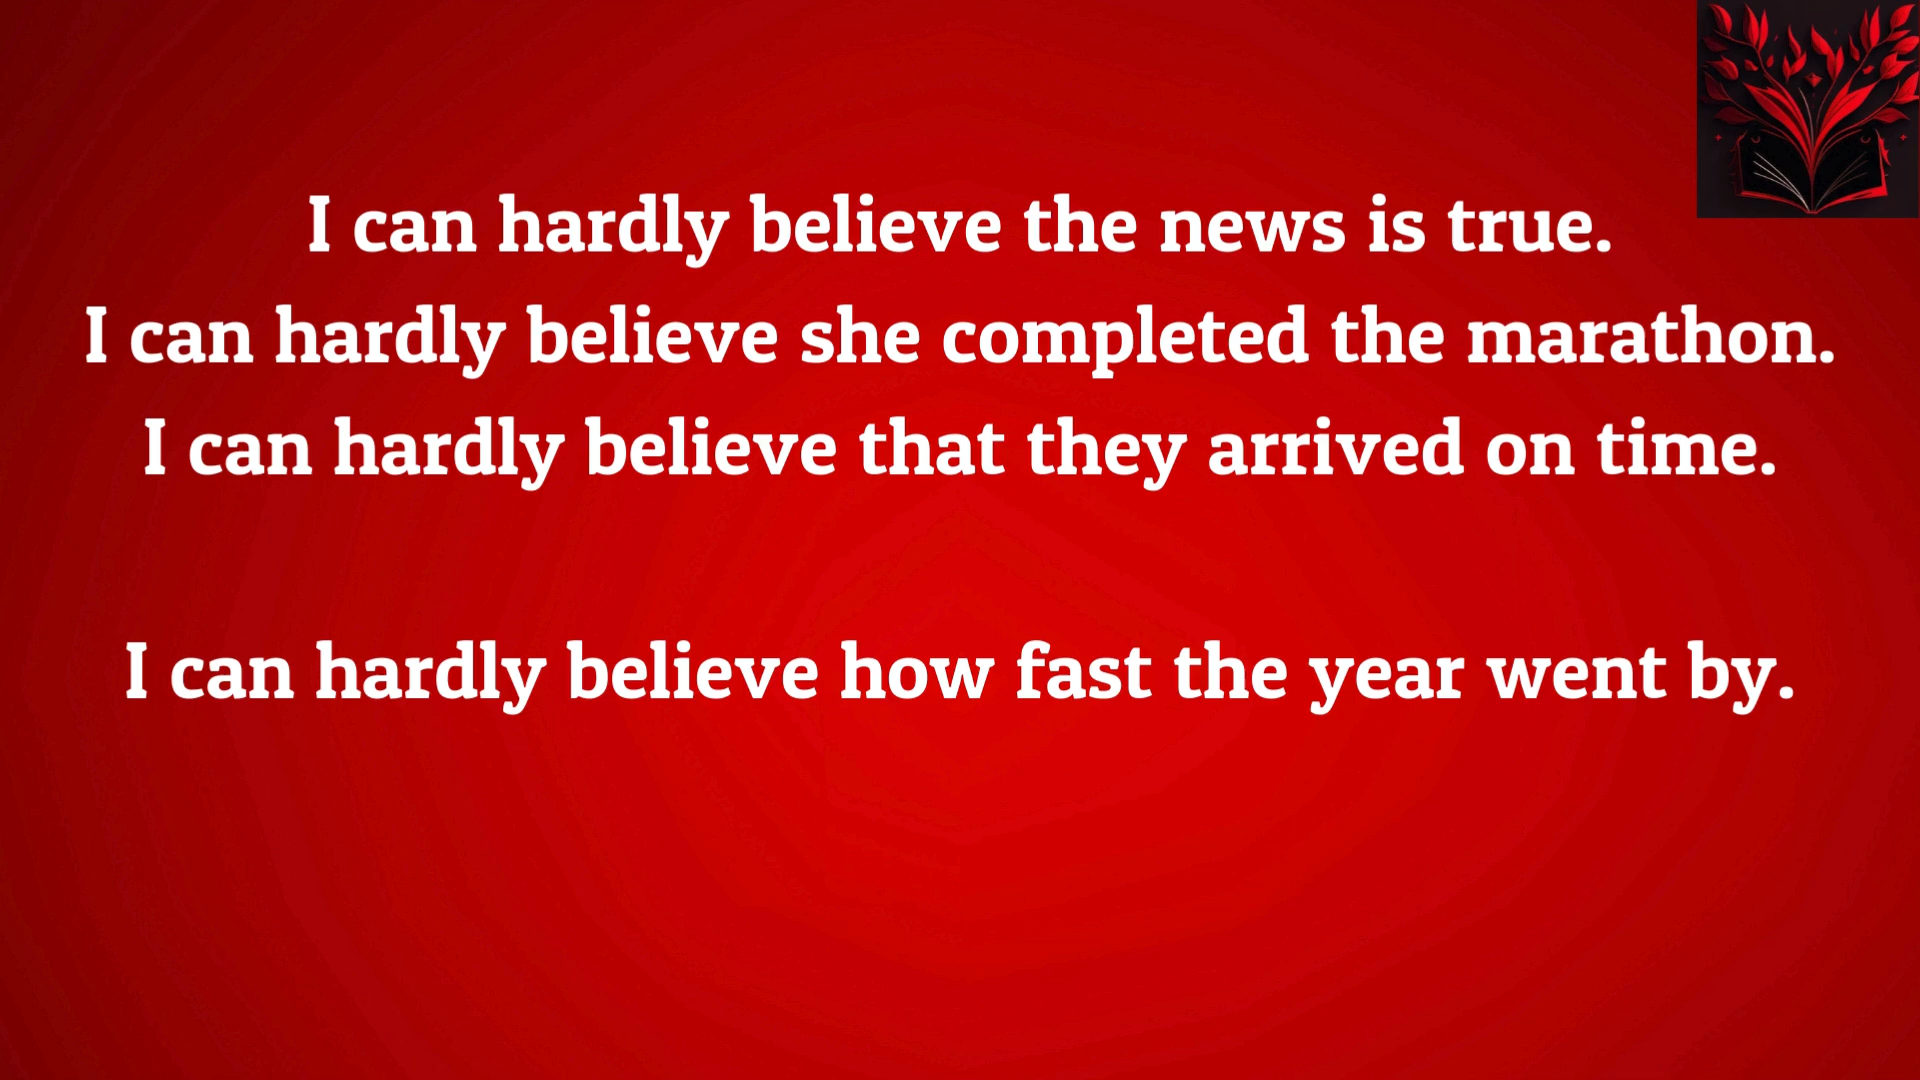 I can hardly believe the news is true.
I can hardly believe she completed the marathon.
I can hardly believe that they arrived on time.
I can hardly believe how fast the year went by.